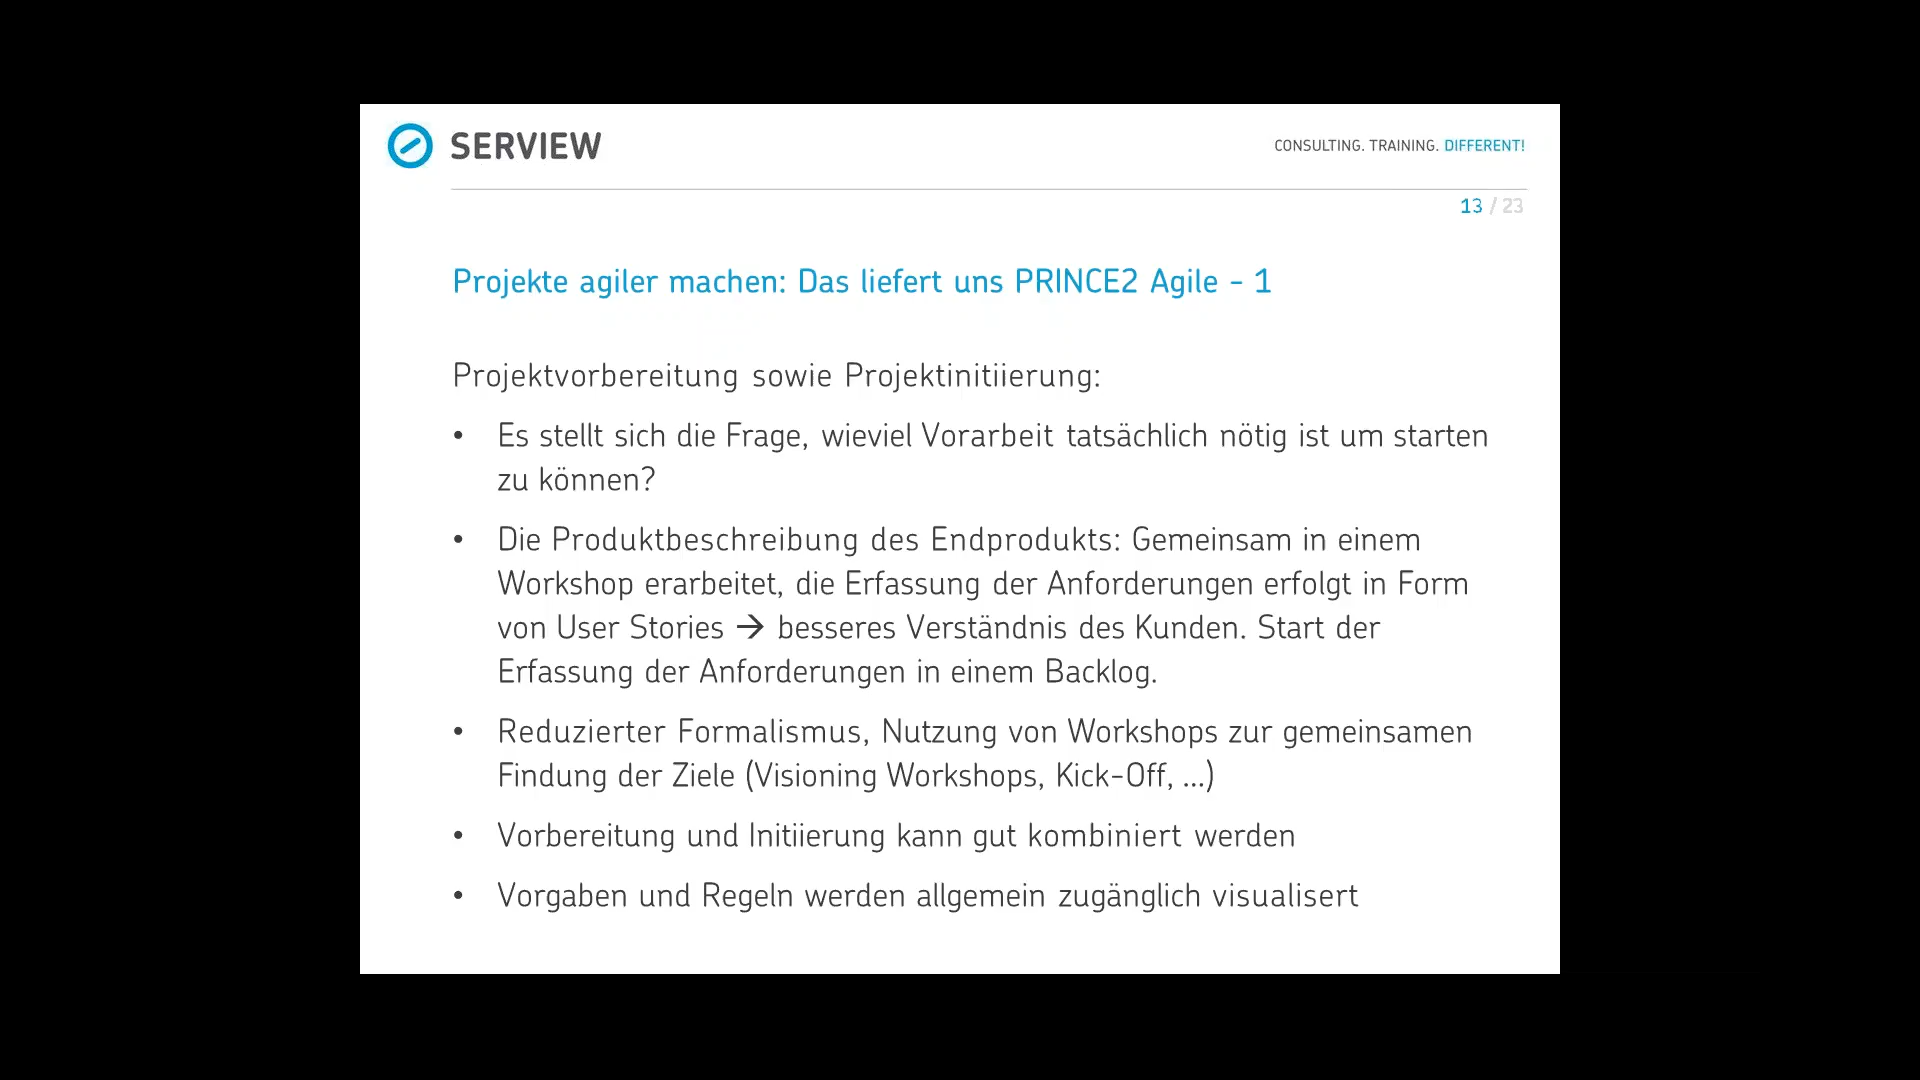 SERVIEW
CONSULTING. TRAINING. DIFFERENT!
13 / 23
Projekte agiler machen: Das liefert uns PRINCE2 Agile - 1
Projektvorbereitung sowie Projektinitiierung:
• Es stellt sich die Frage, wieviel Vorarbeit tatsächlich nötig ist um starten
zu können?
• Die Produktbeschreibung des Endprodukts: Gemeinsam in einem
Workshop erarbeitet, die Erfassung der Anforderungen erfolgt in Form
von User Stories → besseres Verständnis des Kunden. Start der
Erfassung der Anforderungen in einem Backlog.
• Reduzierter Formalismus, Nutzung von Workshops zur gemeinsamen
Findung der Ziele (Visioning Workshops, Kick-Off, ...)
• Vorbereitung und Initiierung kann gut kombiniert werden
• Vorgaben und Regeln werden allgemein zugänglich visualisert